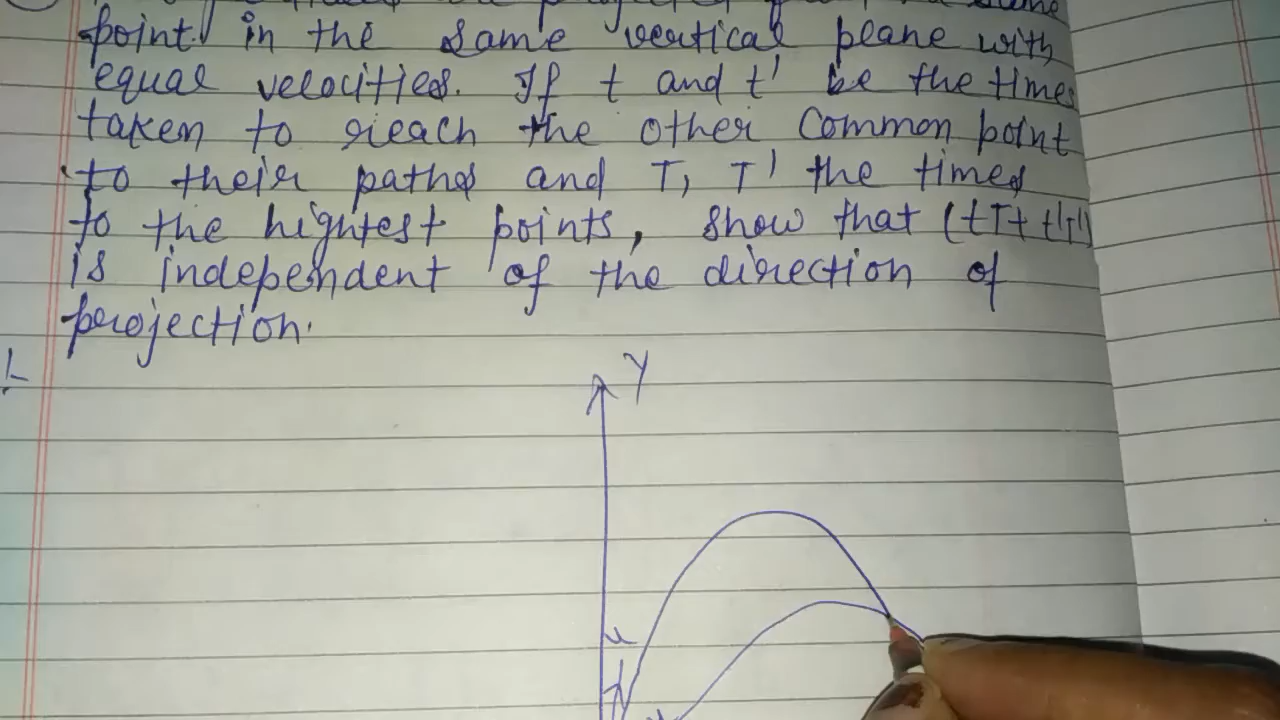 point in the same vertical plane with
equal velocities. If t and t' be the times
taken to reach the other common point
to their paths and T, T' the times
to the hightest points, show that (tT+t'T')
is independent of the direction of
projection.
Y
u